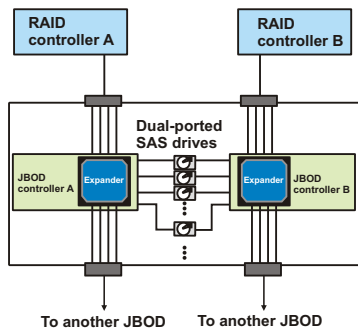 RAID
controller A
RAID
controller B
Dual-ported
SAS drives
JBOD
controller A
Expander
Expander
JBOD
controller B
To another JBOD
To another JBOD